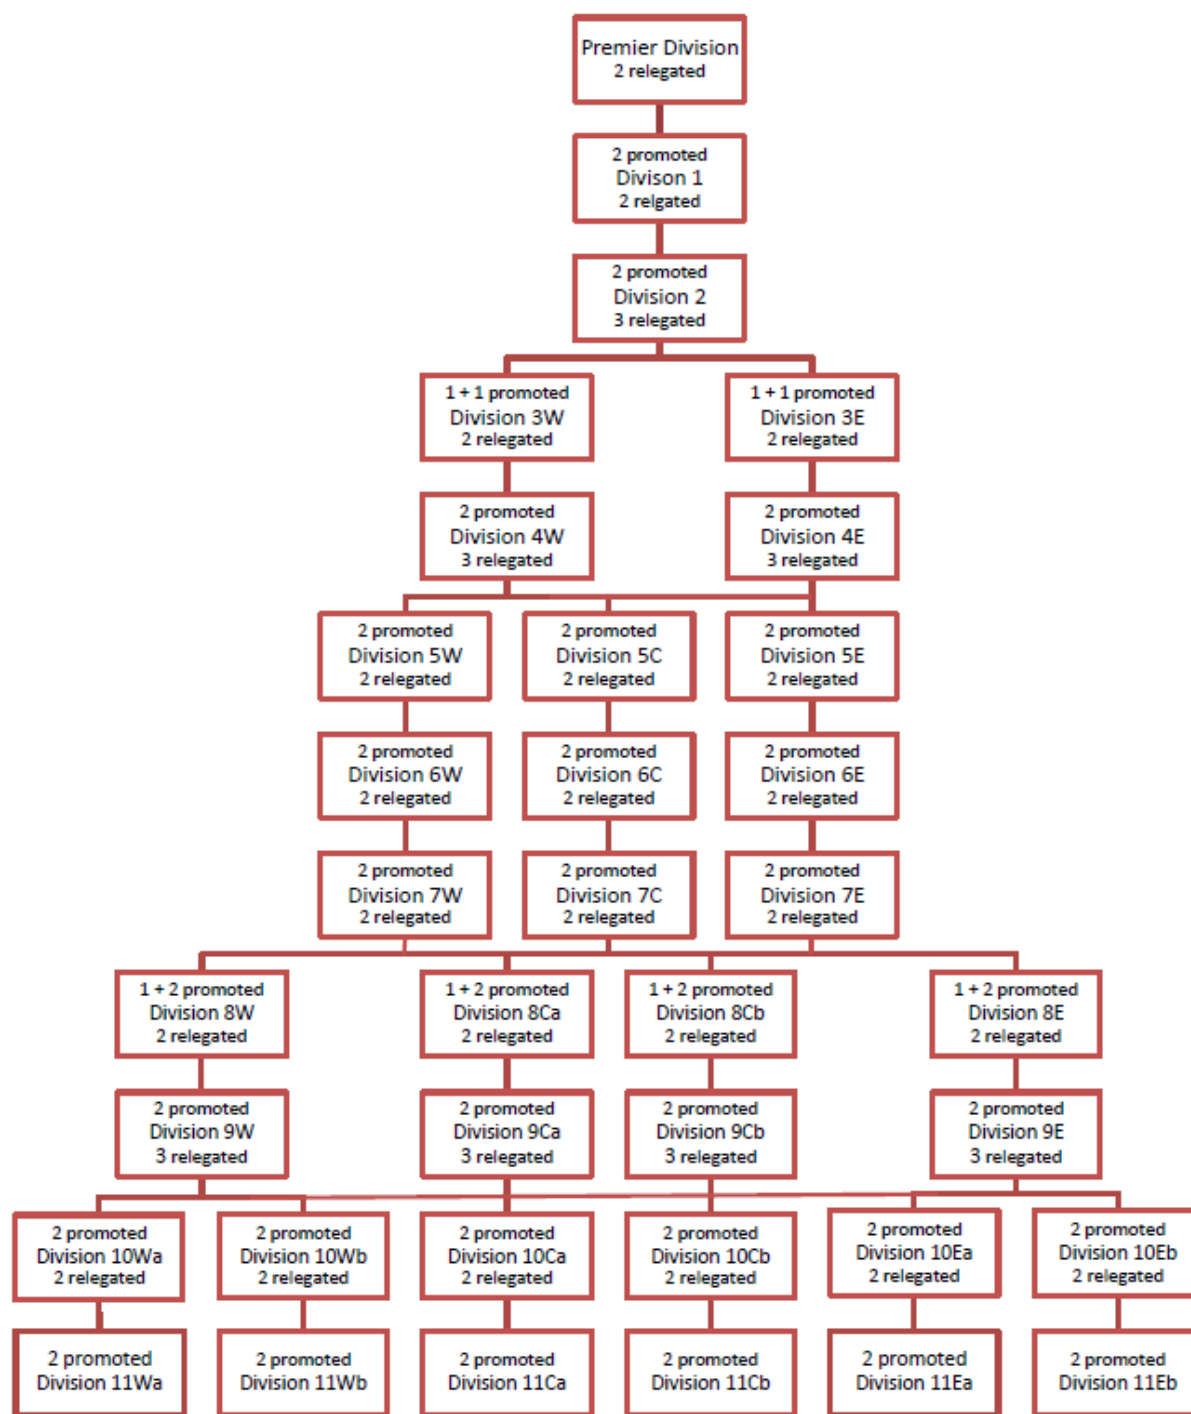 Premier Division
2 relegated
2 promoted
Divison 1
2 relgated
2 promoted
Division 2
3 relegated
1 + 1 promoted
Division 3W
2 relegated
1 + 1 promoted
Division 3E
2 relegated
2 promoted
Division 4W
3 relegated
2 promoted
Division 4E
3 relegated
2 promoted
Division 5W
2 relegated
2 promoted
Division 5C
2 relegated
2 promoted
Division 5E
2 relegated
2 promoted
Division 6W
2 relegated
2 promoted
Division 6C
2 relegated
2 promoted
Division 6E
2 relegated
2 promoted
Division 7W
2 relegated
2 promoted
Division 7C
2 relegated
2 promoted
Division 7E
2 relegated
1 + 2 promoted
Division 8W
2 relegated
1 + 2 promoted
Division 8Ca
2 relegated
1 + 2 promoted
Division 8Cb
2 relegated
1 + 2 promoted
Division 8E
2 relegated
2 promoted
Division 9W
3 relegated
2 promoted
Division 9Ca
3 relegated
2 promoted
Division 9Cb
3 relegated
2 promoted
Division 9E
3 relegated
2 promoted
Division 10Wa
2 relegated
2 promoted
Division 10Wb
2 relegated
2 promoted
Division 10Ca
2 relegated
2 promoted
Division 10Cb
2 relegated
2 promoted
Division 10Ea
2 relegated
2 promoted
Division 10Eb
2 relegated
2 promoted
Division 11Wa
2 promoted
Division 11Wb
2 promoted
Division 11Ca
2 promoted
Division 11Cb
2 promoted
Division 11Ea
2 promoted
Division 11Eb